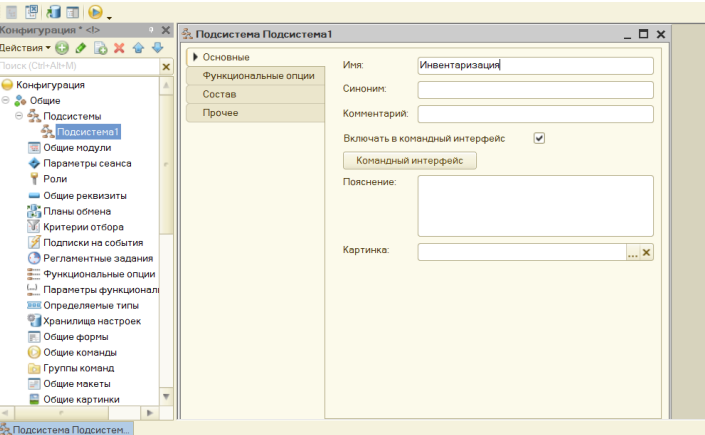 Конфигурация * <I>
Действия
Поиск (Ctrl+Alt+M)
Конфигурация
Общие
Подсистемы
Подсистема1
Общие модули
Параметры сеанса
Роли
Общие реквизиты
Планы обмена
Критерии отбора
Подписки на события
Регламентные задания
Функциональные опции
Параметры функционал
Определяемые типы
Хранилища настроек
Общие формы
Общие команды
Группы команд
Общие макеты
Общие картинки
Подсистема Подсистема1
Основные
Функциональные опции
Состав
Прочее
Имя: Инвентаризация
Синоним:
Комментарий:
Включать в командный интерфейс
Командный интерфейс
Пояснение:
Картинка:
...
Подсистема Подсистем...